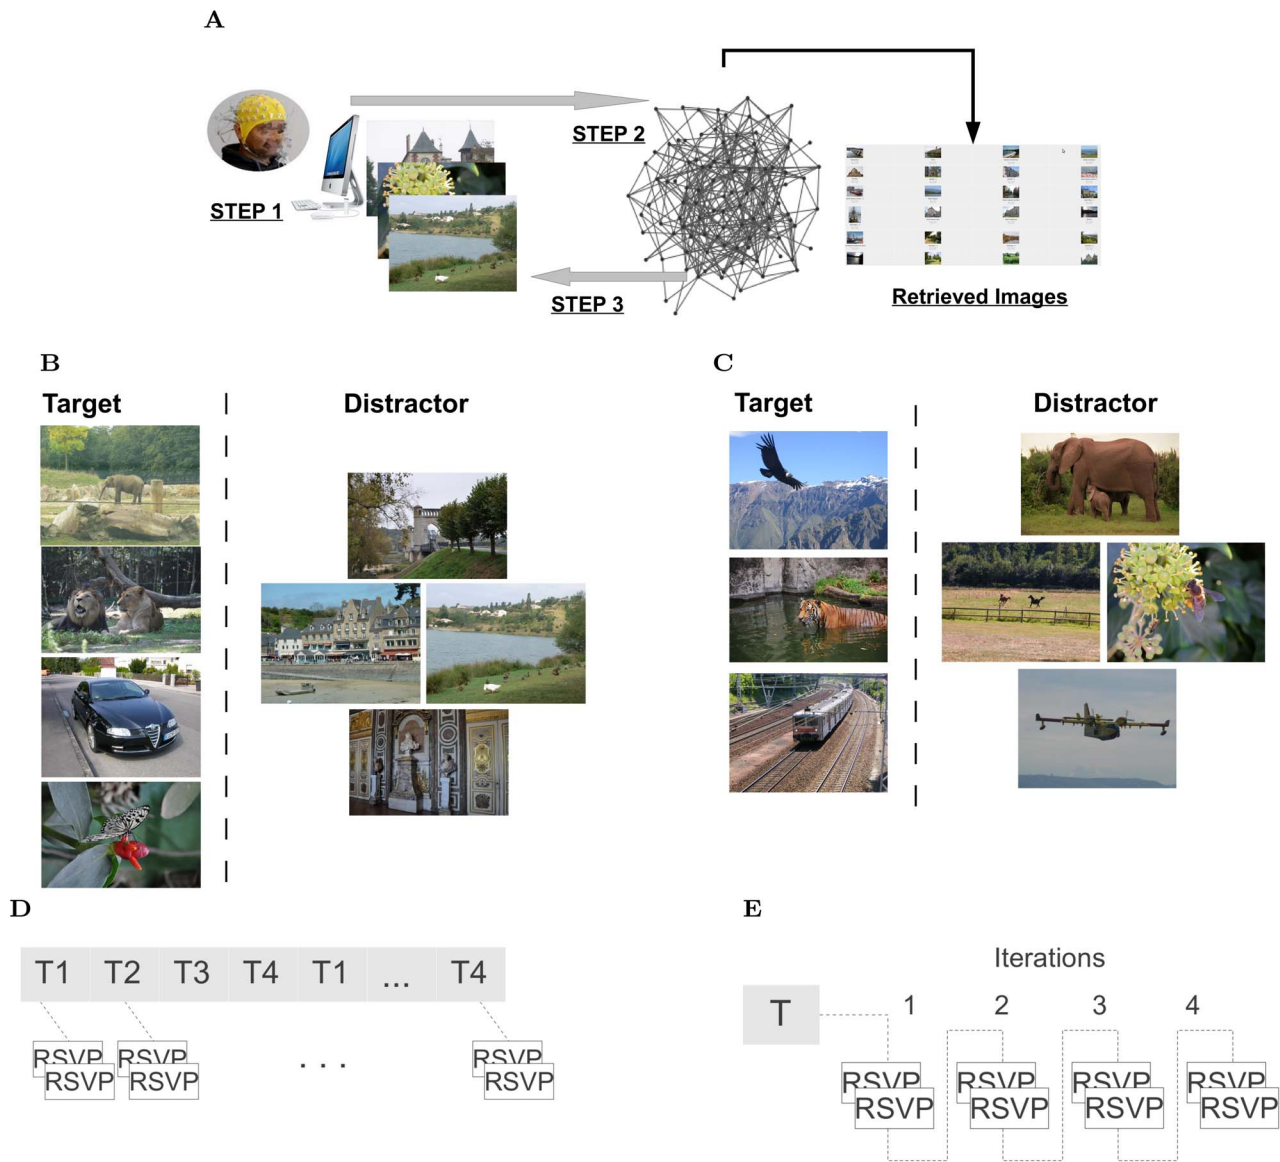 A
STEP 1
STEP 2
STEP 3
Retrieved Images
B
Target
Distractor
C
Target
Distractor
D
T1 T2 T3 T4 T1 ... T4
RSVP RSVP . . . RSVP
RSVP RSVP RSVP
E
Iterations
T 1 2 3 4
RSVP RSVP RSVP RSVP
RSVP RSVP RSVP RSVP